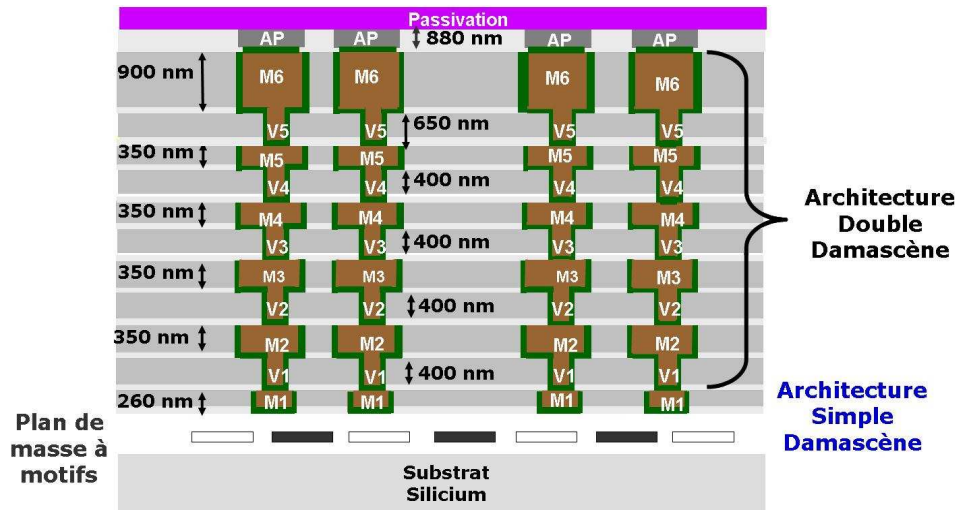 Passivation
AP AP AP AP
880 nm
900 nm
M6 M6 M6 M6
V5 V5 V5 V5
650 nm
350 nm
M5 M5 M5 M5
V4 V4 V4 V4
400 nm
350 nm
M4 M4 M4 M4
V3 V3 V3 V3
400 nm
350 nm
M3 M3 M3 M3
V2 V2 V2 V2
400 nm
350 nm
M2 M2 M2 M2
V1 V1 V1 V1
400 nm
260 nm
M1 M1 M1 M1
Architecture
Double
Damascène
Architecture
Simple
Damascène
Plan de
masse à
motifs
Substrat
Silicium